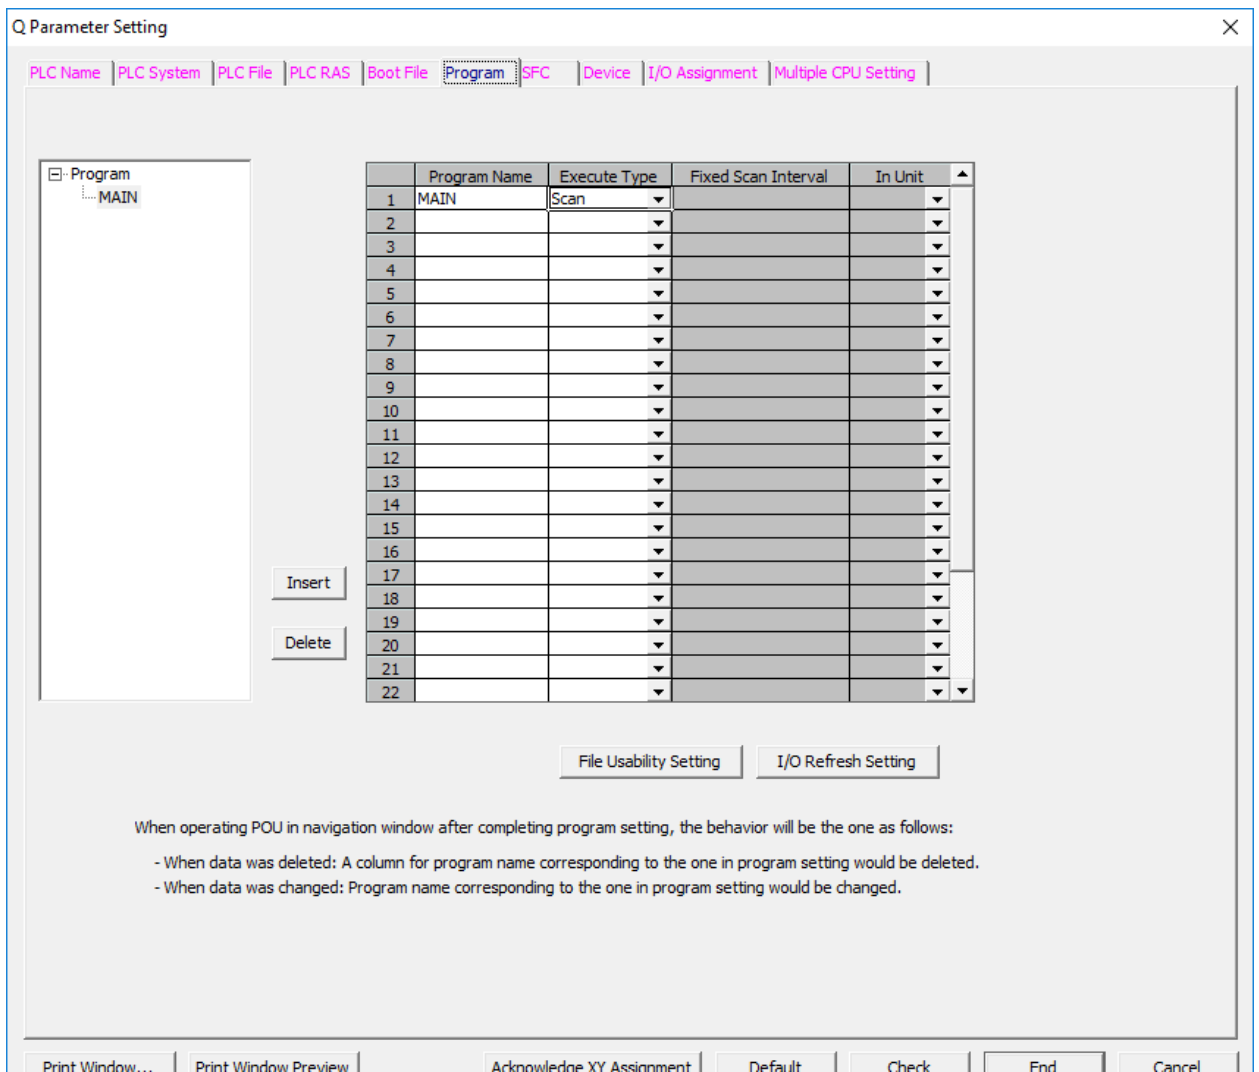 Q Parameter Setting
PLC Name PLC System PLC File PLC RAS Boot File Program SFC Device I/O Assignment Multiple CPU Setting
Program
MAIN
Program Name Execute Type Fixed Scan Interval In Unit
1 MAIN Scan
2
3
4
5
6
7
8
9
10
11
12
13
14
15
16
17
18
19
20
21
22
Insert
Delete
File Usability Setting I/O Refresh Setting
When operating POU in navigation window after completing program setting, the behavior will be the one as follows:
- When data was deleted: A column for program name corresponding to the one in program setting would be deleted.
- When data was changed: Program name corresponding to the one in program setting would be changed.
Print Window... Print Window Preview Acknowledge XY Assignment Default Check End Cancel